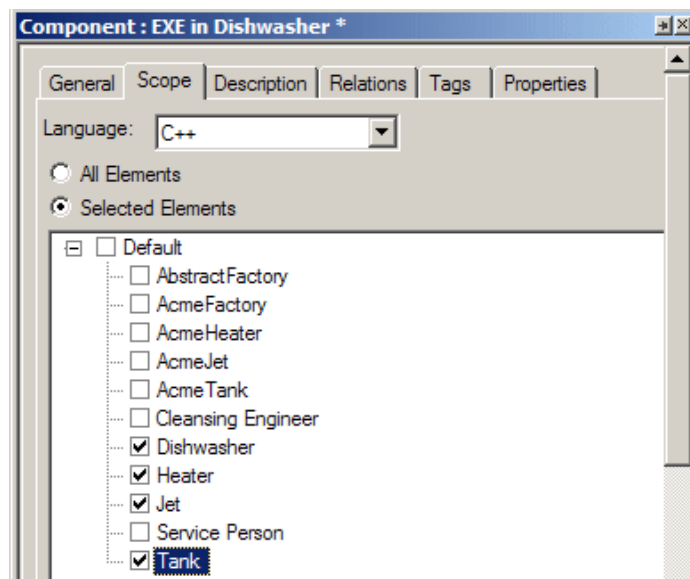 Component : EXE in Dishwasher *
General Scope Description Relations Tags Properties
Language: C++
All Elements
Selected Elements
Default
AbstractFactory
AcmeFactory
AcmeHeater
AcmeJet
AcmeTank
Cleansing Engineer
Dishwasher
Heater
Jet
Service Person
Tank